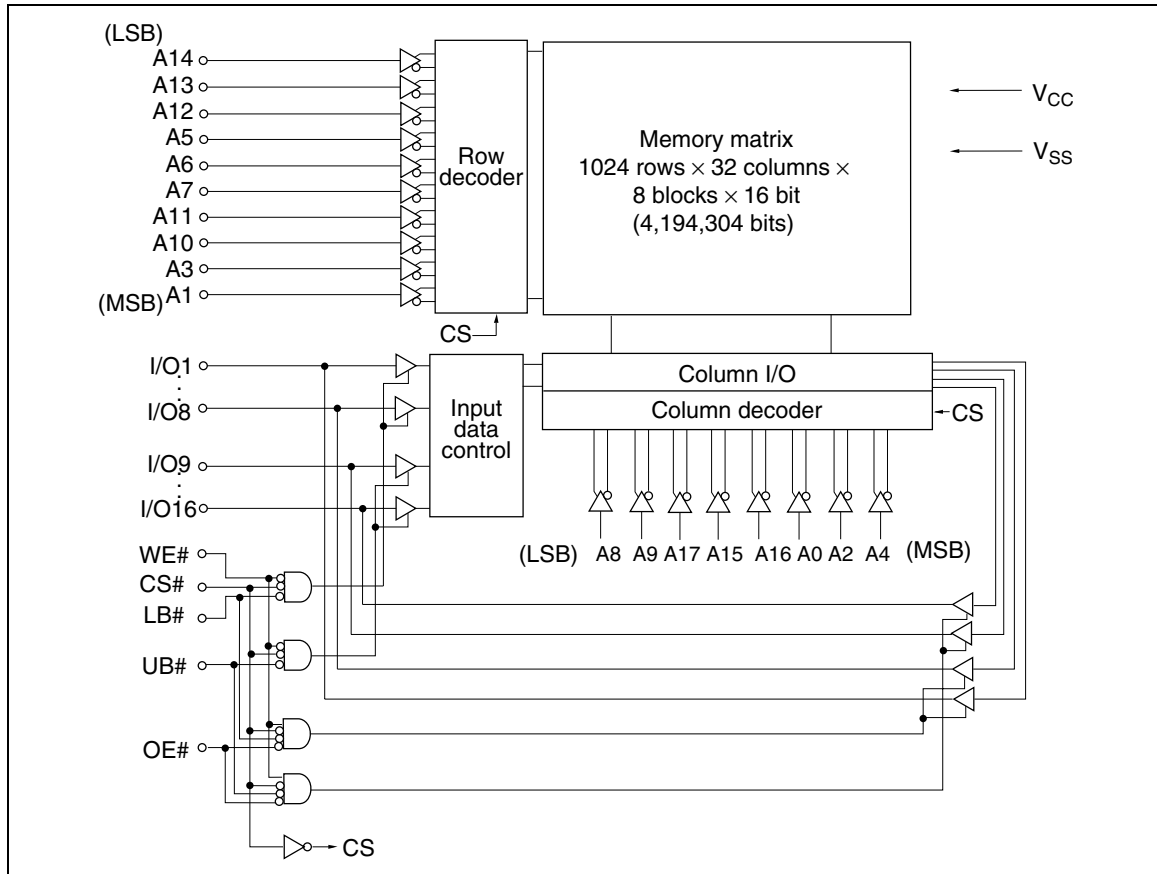 (LSB)
A14
A13
A12
A5
A6
A7
A11
A10
A3
(MSB) A1
Row
decoder
Memory matrix
1024 rows × 32 columns ×
8 blocks × 16 bit
(4,194,304 bits)
VCC
VSS
CS
I/O1
I/O8
I/O9
I/O16
Input
data
control
Column I/O
Column decoder
CS
(LSB) A8 A9 A17 A15 A16 A0 A2 A4 (MSB)
WE#
CS#
LB#
UB#
OE#
CS